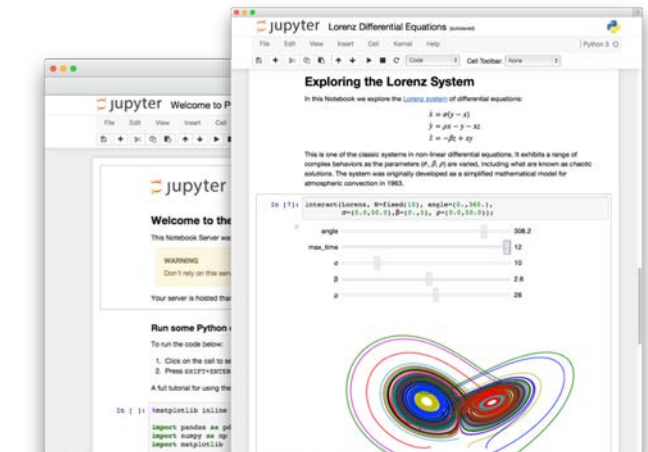 jupyter Lorenz Differential Equations (autosaved)
File Edit View Insert Cell Kernel Help Python 3
Code Cell Toolbar: None
Exploring the Lorenz System
In this Notebook we explore the Lorenz system of differential equations:
ẋ = σ(y − x)
ẏ = ρx − y − xz
ż = −βz + xy
This is one of the classic systems in non-linear differential equations. It exhibits a range of
complex behaviors as the parameters (σ, β, ρ) are varied, including what are known as chaotic
solutions. The system was originally developed as a simplified mathematical model for
atmospheric convection in 1963.
In [7]: interact(Lorenz, N=fixed(10), angle=(0.,360.),
σ=(0.0,50.0),β=(0.,5), ρ=(0.0,50.0));
angle 308.2
max_time 12
σ 10
β 2.6
ρ 28
jupyter Welcome to P
File Edit View Insert Cell
jupyter
Welcome to the
This Notebook Server was
WARNING
Don't rely on this serv
Your server is hosted than
Run some Python
To run the code below:
1. Click on the cell to se
2. Press SHIFT+ENTER
A full tutorial for using the
In [ ]: %matplotlib inline
import pandas as pd
import numpy as np
import matplotlib